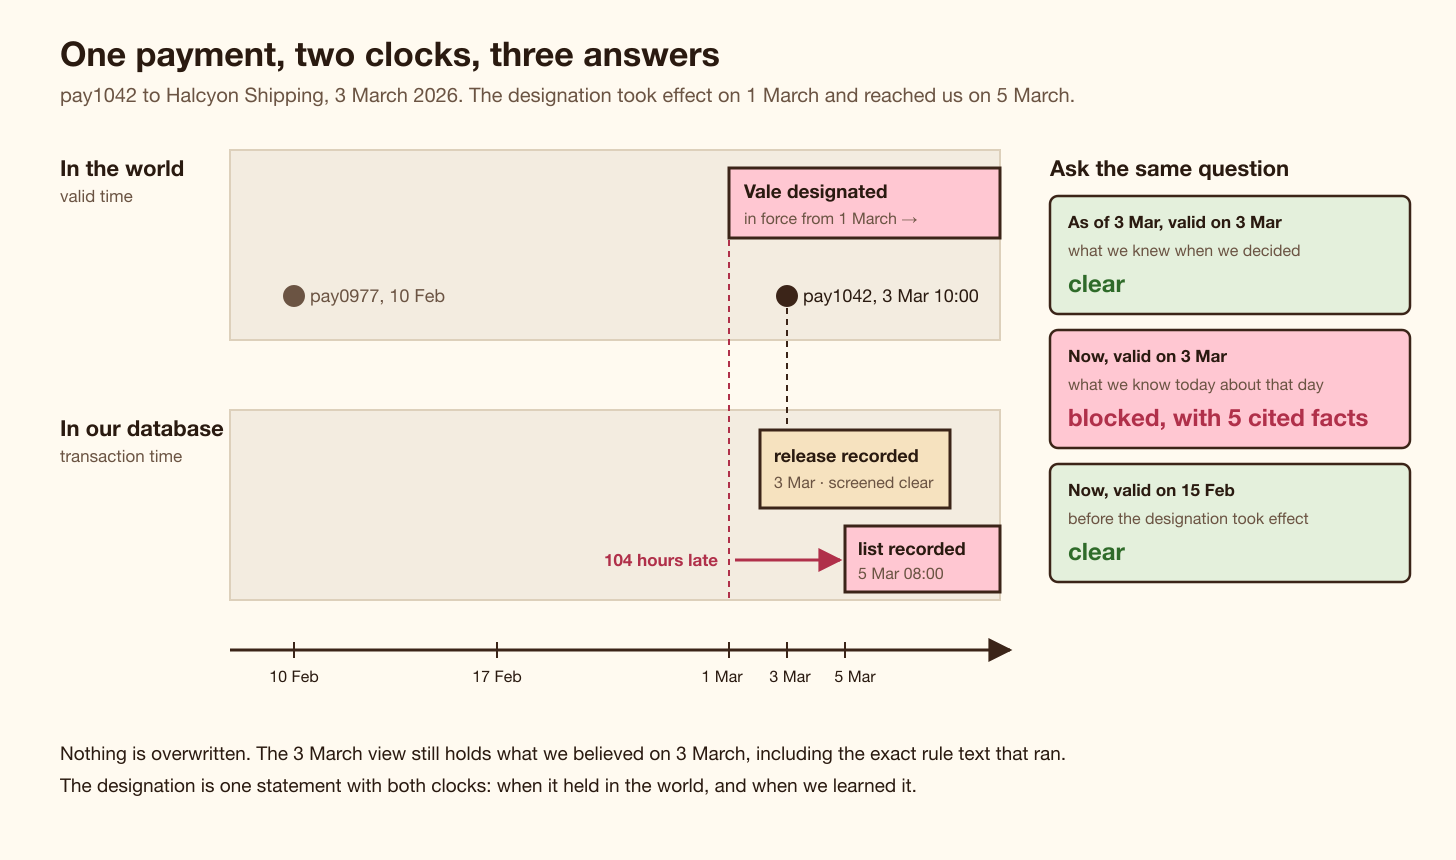 One payment, two clocks, three answers
pay1042 to Halcyon Shipping, 3 March 2026. The designation took effect on 1 March and reached us on 5 March.
In the world
valid time
Vale designated
in force from 1 March →
pay0977, 10 Feb
pay1042, 3 Mar 10:00
In our database
transaction time
release recorded
3 Mar · screened clear
104 hours late
list recorded
5 Mar 08:00
10 Feb
17 Feb
1 Mar
3 Mar
5 Mar
Ask the same question
As of 3 Mar, valid on 3 Mar
what we knew when we decided
clear
Now, valid on 3 Mar
what we know today about that day
blocked, with 5 cited facts
Now, valid on 15 Feb
before the designation took effect
clear
Nothing is overwritten. The 3 March view still holds what we believed on 3 March, including the exact rule text that ran.
The designation is one statement with both clocks: when it held in the world, and when we learned it.